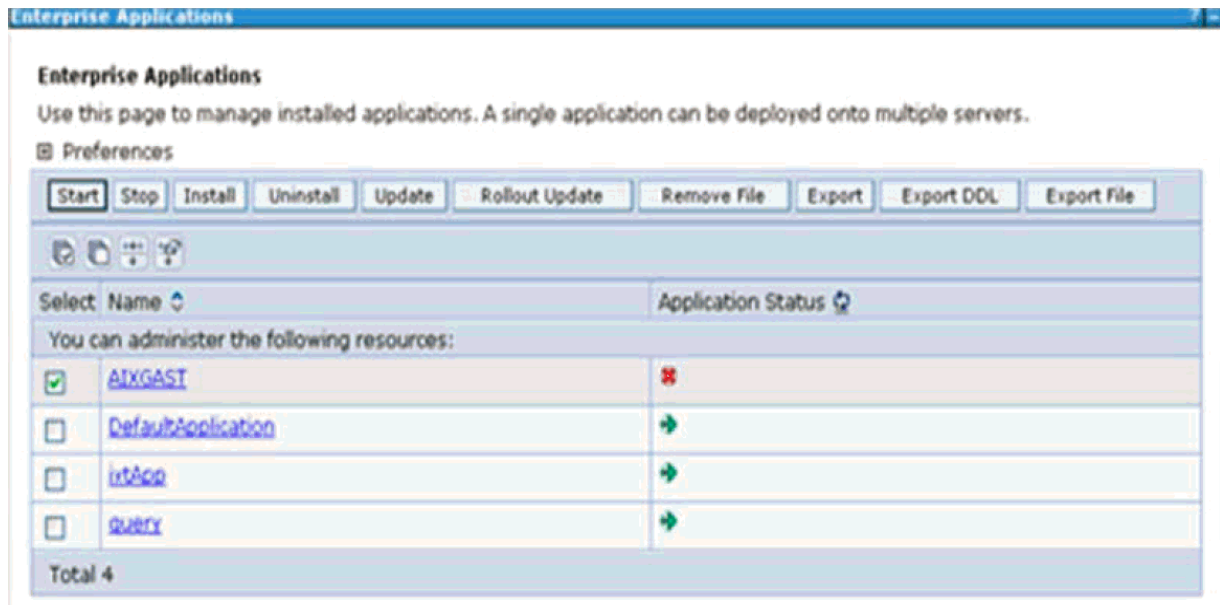 Enterprise Applications
?
Enterprise Applications
Use this page to manage installed applications. A single application can be deployed onto multiple servers.
Preferences
Start Stop Install Uninstall Update Rollout Update Remove File Export Export DDL Export File
Select Name Application Status
You can administer the following resources:
AIXGAST
DefaultApplication
ivtApp
query
Total 4